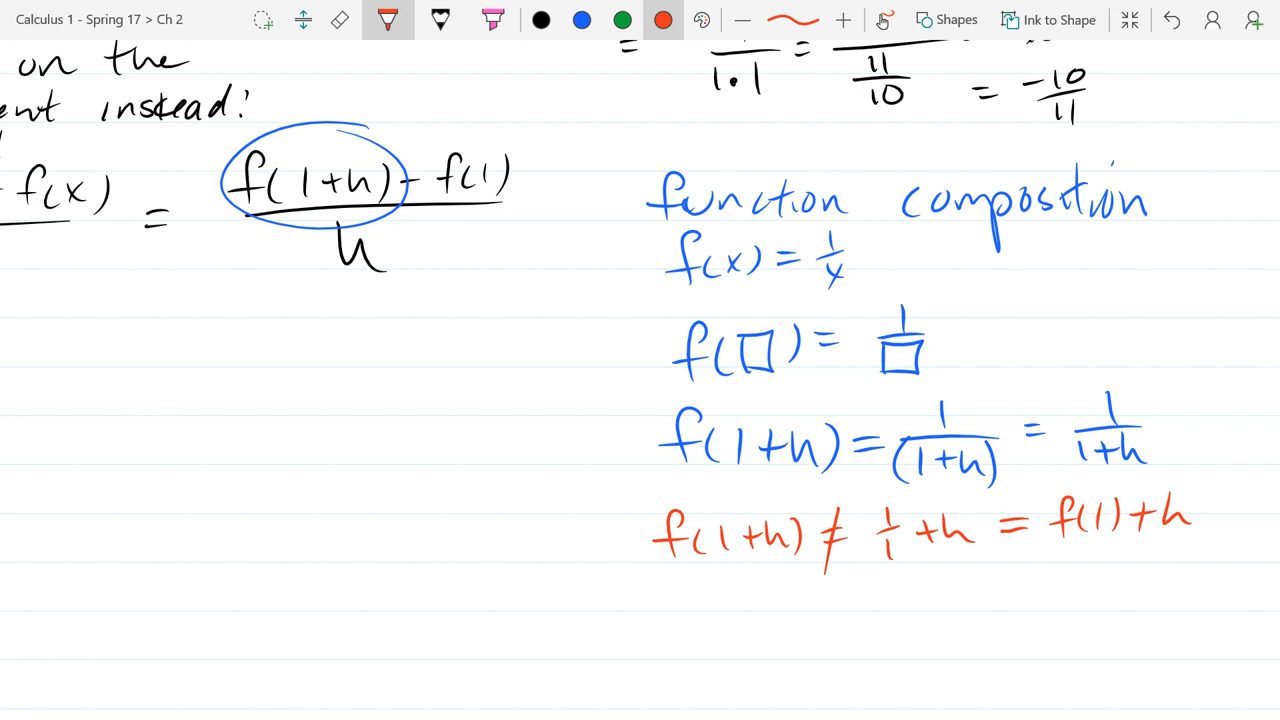 Calculus 1 - Spring 17 > Ch 2
Shapes
Ink to Shape
on the
ent instead:
f(x) = f(1+h) - f(1) / h
= / 1·1 = / 11/10
= -10/11
function composition
f(x) = 1/x
f(□) = 1/□
f(1+h) = 1/(1+h) = 1/1+h
f(1+h) ≠ 1/1 + h = f(1) + h